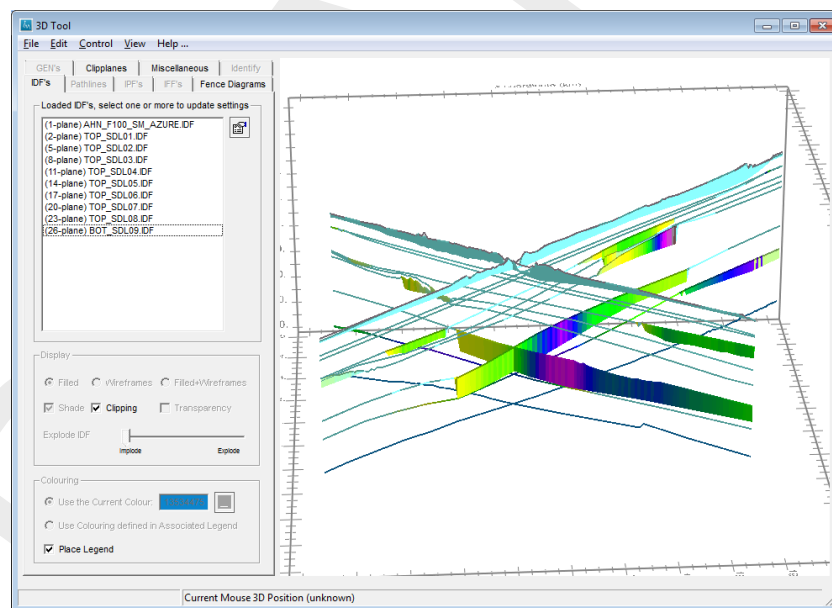 3D Tool
File Edit Control View Help ...
GEN's Clipplanes Miscellaneous Identify
IDF's Pathlines IPF's IFF's Fence Diagrams
Loaded IDF's, select one or more to update settings
(1-plane) AHN_F100_SM_AZURE.IDF
(2-plane) TOP_SDL01.IDF
(5-plane) TOP_SDL02.IDF
(8-plane) TOP_SDL03.IDF
(11-plane) TOP_SDL04.IDF
(14-plane) TOP_SDL05.IDF
(17-plane) TOP_SDL06.IDF
(20-plane) TOP_SDL07.IDF
(23-plane) TOP_SDL08.IDF
(26-plane) BOT_SDL09.IDF
Display
Filled Wireframes Filled+Wireframes
Shade Clipping Transparency
Explode IDF
Implode Explode
Colouring
Use the Current Colour:
Use Colouring defined in Associated Legend
Place Legend
Current Mouse 3D Position (unknown)